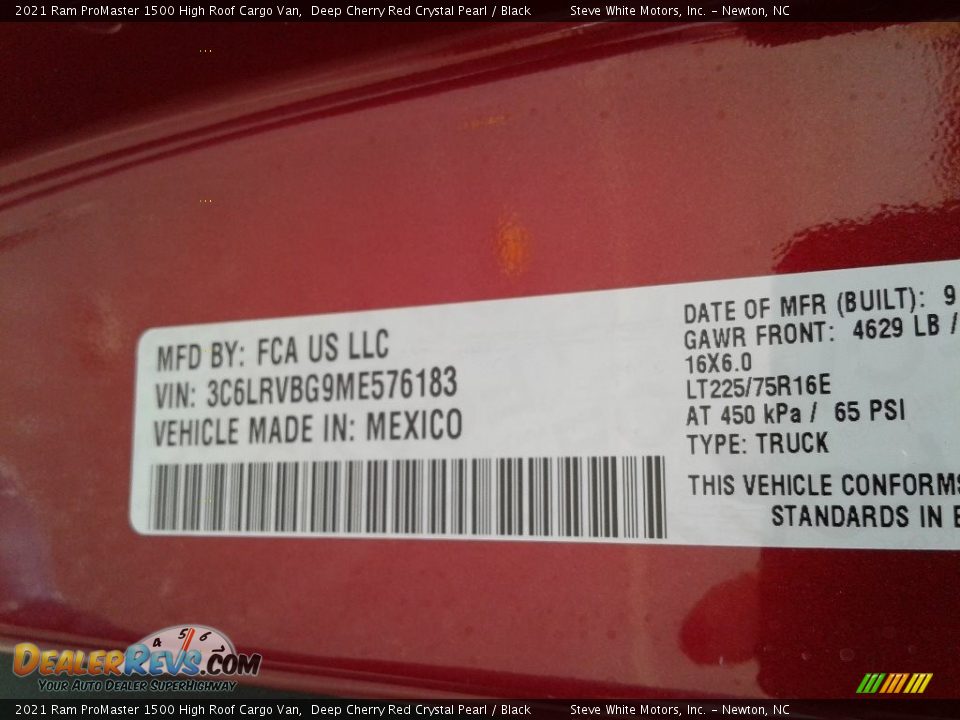 2021 Ram ProMaster 1500 High Roof Cargo Van, Deep Cherry Red Crystal Pearl / Black Steve White Motors, Inc. - Newton, NC
MFD BY: FCA US LLC
VIN: 3C6LRVBG9ME576183
VEHICLE MADE IN: MEXICO
DATE OF MFR (BUILT): 9
GAWR FRONT: 4629 LB /
16X6.0
LT225/75R16E
AT 450 kPa / 65 PSI
TYPE: TRUCK
THIS VEHICLE CONFORMS
STANDARDS IN E
4 5 6 7
DEALERREVS.COM
YOUR AUTO DEALER SUPERHIGHWAY
2021 Ram ProMaster 1500 High Roof Cargo Van, Deep Cherry Red Crystal Pearl / Black Steve White Motors, Inc. - Newton, NC